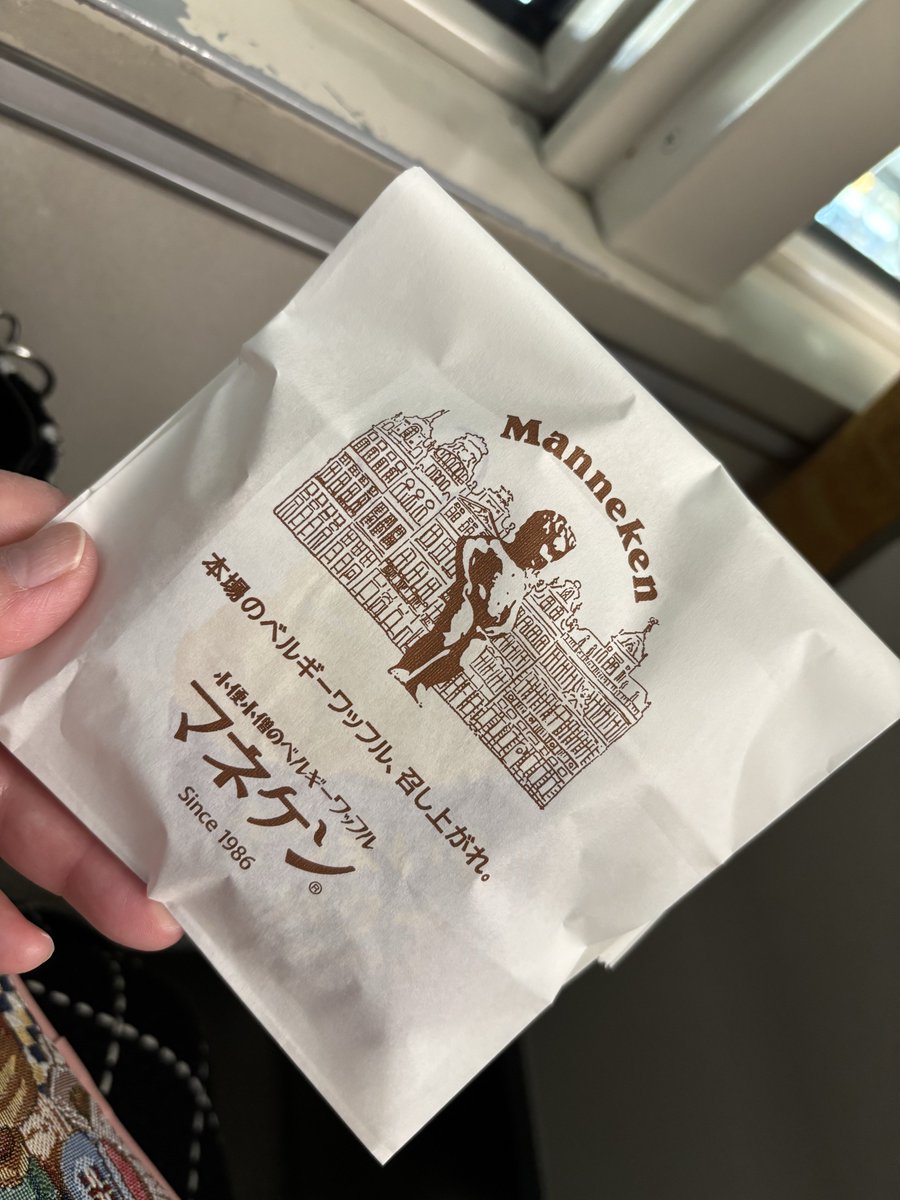 Manneken
本場のベルギーワッフル、召し上がれ。
小便小僧のベルギーワッフル
マネケン®
Since 1986